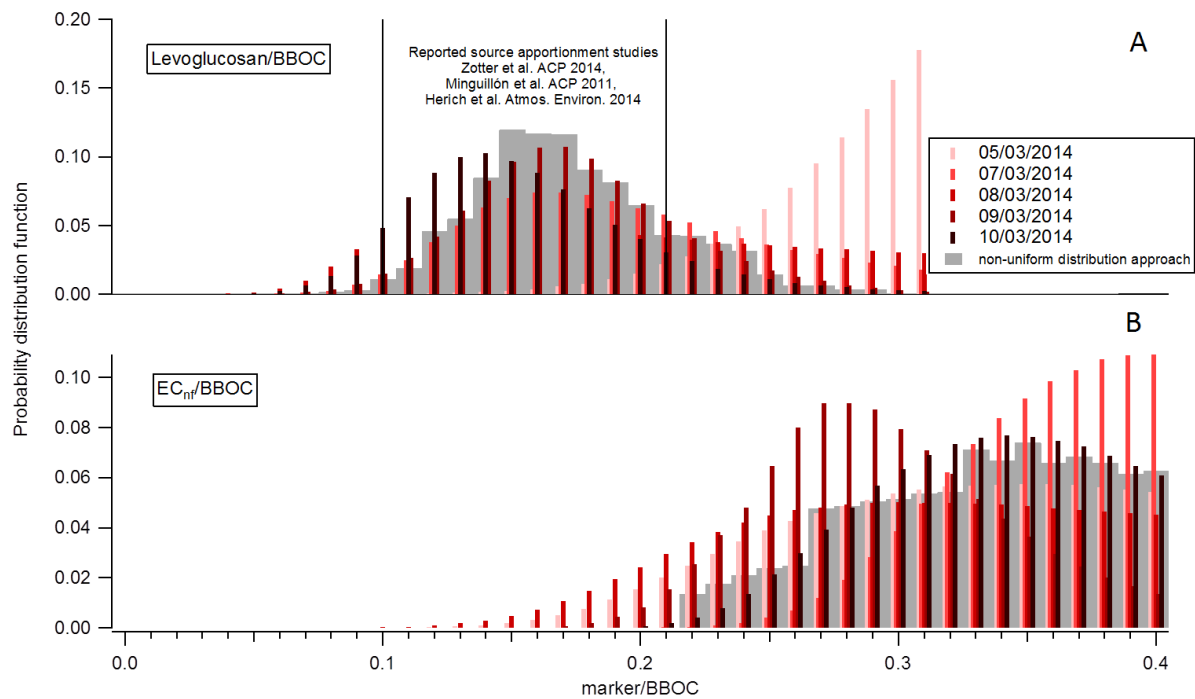 0.20
A
Levoglucosan/BBOC
Reported source apportionment studies
Zotter et al. ACP 2014,
Minguillón et al. ACP 2011,
Herich et al. Atmos. Environ. 2014
0.15
0.10
0.05
0.00
05/03/2014
07/03/2014
08/03/2014
09/03/2014
10/03/2014
non-uniform distribution approach
Probability distribution function
B
ECnf/BBOC
0.10
0.08
0.06
0.04
0.02
0.00
0.0 0.1 0.2 0.3 0.4
marker/BBOC